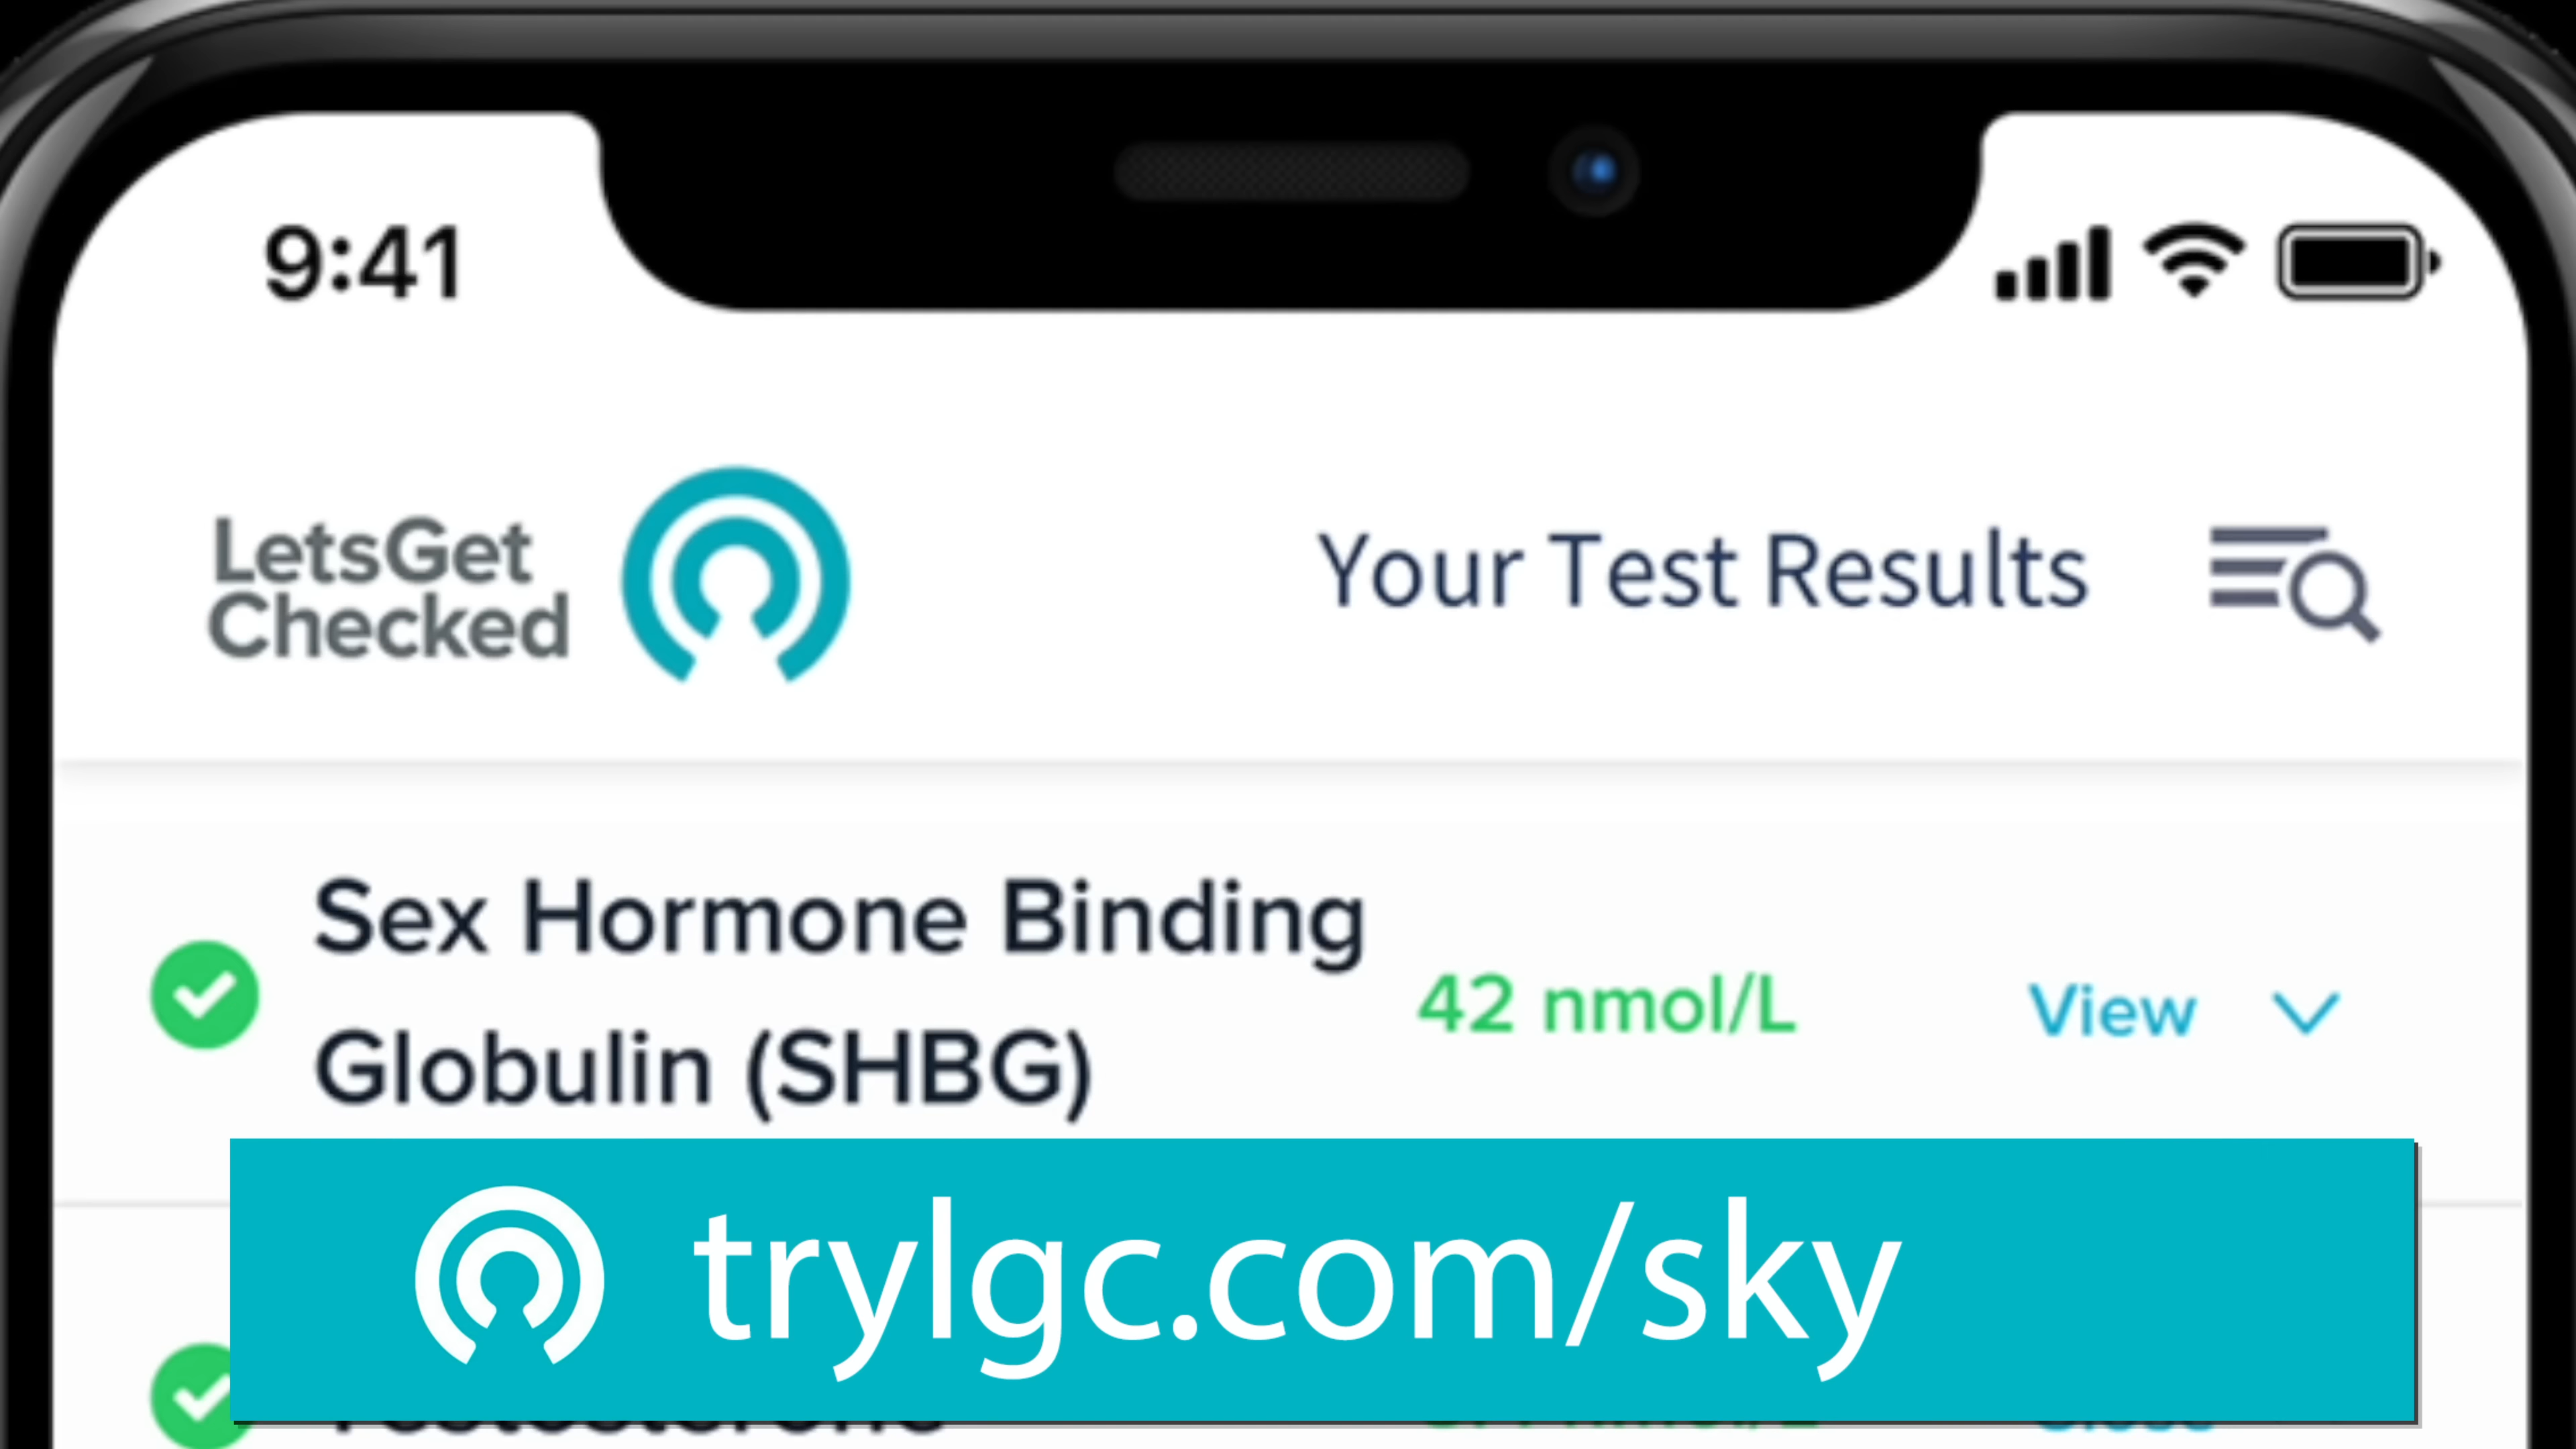 9:41
LetsGet
Checked
Your Test Results
Sex Hormone Binding
Globulin (SHBG)
42 nmol/L
View
trylgc.com/sky